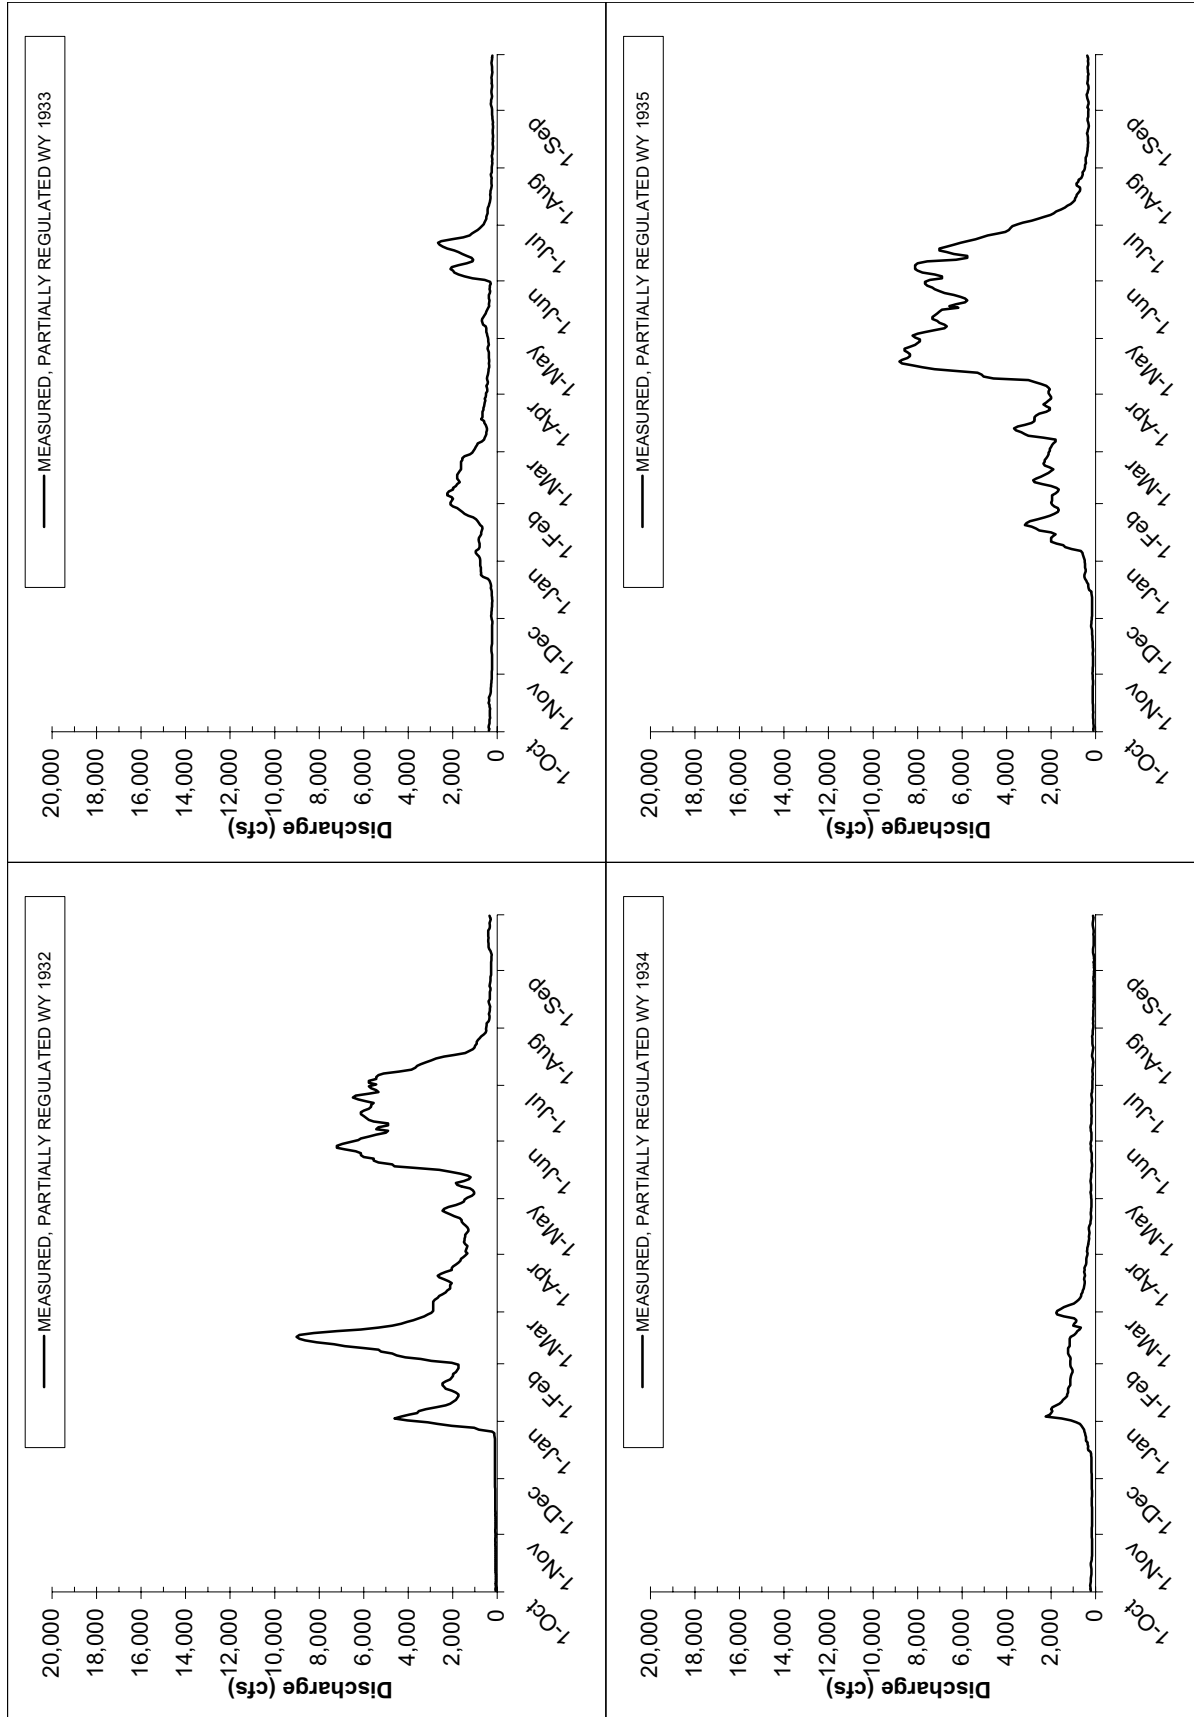 MEASURED, PARTIALLY REGULATED WY 1932
20,000
18,000
16,000
14,000
12,000
10,000
8,000
6,000
4,000
2,000
0
Discharge (cfs)
1-Oct
1-Nov
1-Dec
1-Jan
1-Feb
1-Mar
1-Apr
1-May
1-Jun
1-Jul
1-Aug
1-Sep
MEASURED, PARTIALLY REGULATED WY 1933
20,000
18,000
16,000
14,000
12,000
10,000
8,000
6,000
4,000
2,000
0
Discharge (cfs)
1-Oct
1-Nov
1-Dec
1-Jan
1-Feb
1-Mar
1-Apr
1-May
1-Jun
1-Jul
1-Aug
1-Sep
MEASURED, PARTIALLY REGULATED WY 1934
20,000
18,000
16,000
14,000
12,000
10,000
8,000
6,000
4,000
2,000
0
Discharge (cfs)
1-Oct
1-Nov
1-Dec
1-Jan
1-Feb
1-Mar
1-Apr
1-May
1-Jun
1-Jul
1-Aug
1-Sep
MEASURED, PARTIALLY REGULATED WY 1935
20,000
18,000
16,000
14,000
12,000
10,000
8,000
6,000
4,000
2,000
0
Discharge (cfs)
1-Oct
1-Nov
1-Dec
1-Jan
1-Feb
1-Mar
1-Apr
1-May
1-Jun
1-Jul
1-Aug
1-Sep